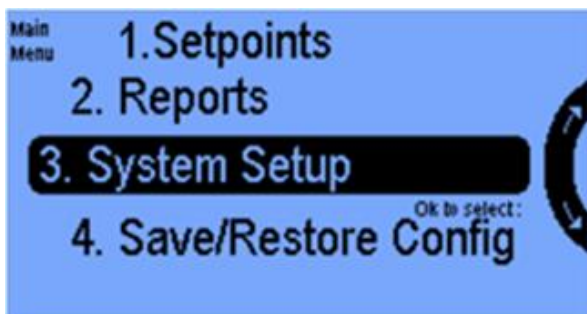 Main
Menu
1.Setpoints
2. Reports
3. System Setup
Ok to select:
4. Save/Restore Config